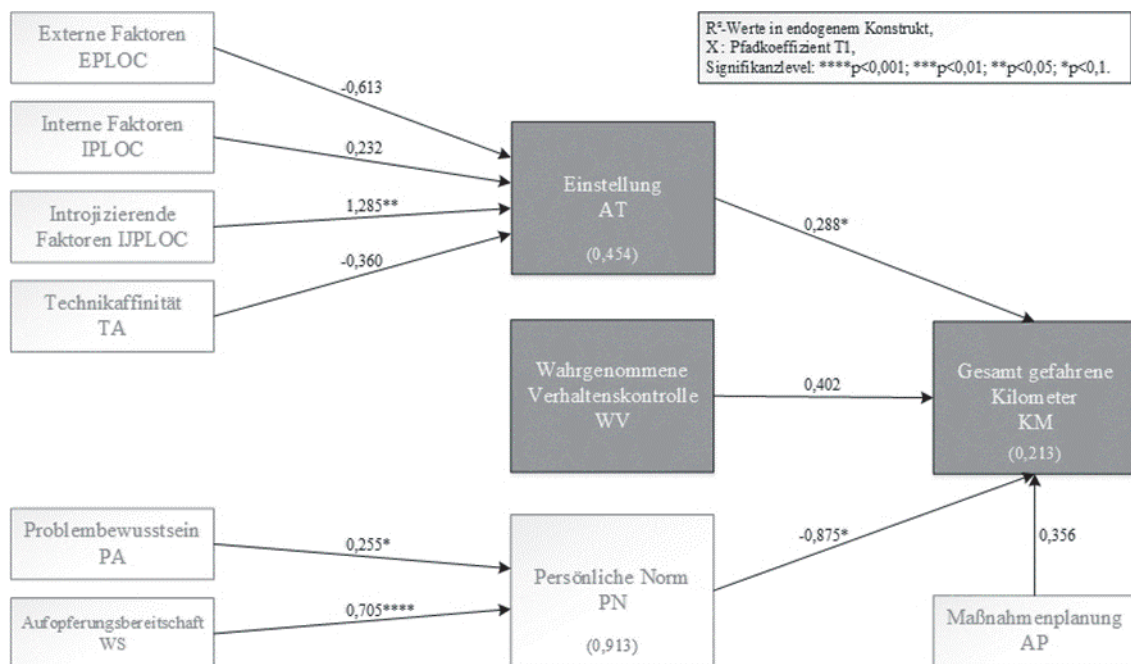 Externe Faktoren
EPLOC
R²-Werte in endogenem Konstrukt,
X : Pfadkoeffizient T1,
Signifikanzlevel: ****p<0,001; ***p<0,01; **p<0,05; *p<0,1.
-0,613
Interne Faktoren
IPLOC
0,232
Einstellung
AT
(0,454)
Introjizierende
Faktoren IJPLOC
1,285**
0,288*
-0,360
Technikaffinität
TA
Wahrgenommene
Verhaltenskontrolle
WV
0,402
Gesamt gefahrene
Kilometer
KM
(0,213)
Problembewusstsein
PA
0,255*
Persönliche Norm
PN
(0,913)
-0,875*
0,356
Aufopferungsbereitschaft
WS
0,705****
Maßnahmenplanung
AP